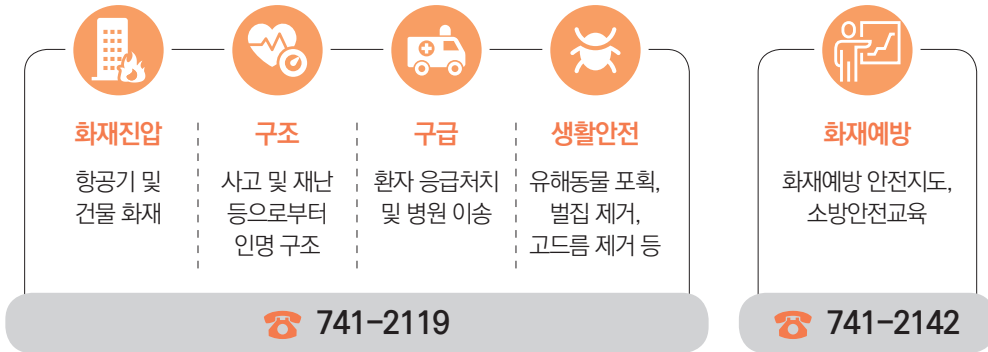 화재진압
항공기 및
건물 화재
구조
사고 및 재난
등으로부터
인명 구조
구급
환자 응급처치
및 병원 이송
생활안전
유해동물 포획,
벌집 제거,
고드름 제거 등
741-2119
화재예방
화재예방 안전지도,
소방안전교육
741-2142